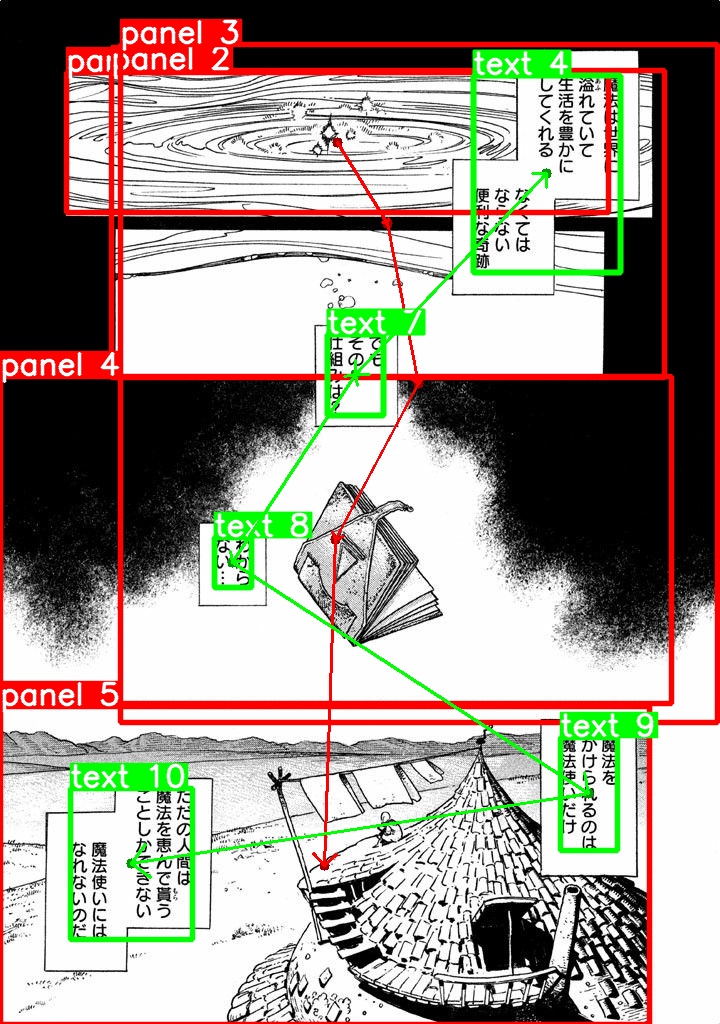 panel 3
panel 2
text 4
魔法は世界に
溢れていて
生活を豊かに
してくれる
なくては
ならない
便利な奇跡
text 7
でも
その
仕組みは?
panel 4
text 8
わから
ない…
panel 5
text 9
魔法を
かけられるのは
魔法使いだけ
text 10
ただの人間は
魔法を恵んで貰う
ことしかできない
魔法使いには
なれないのだ